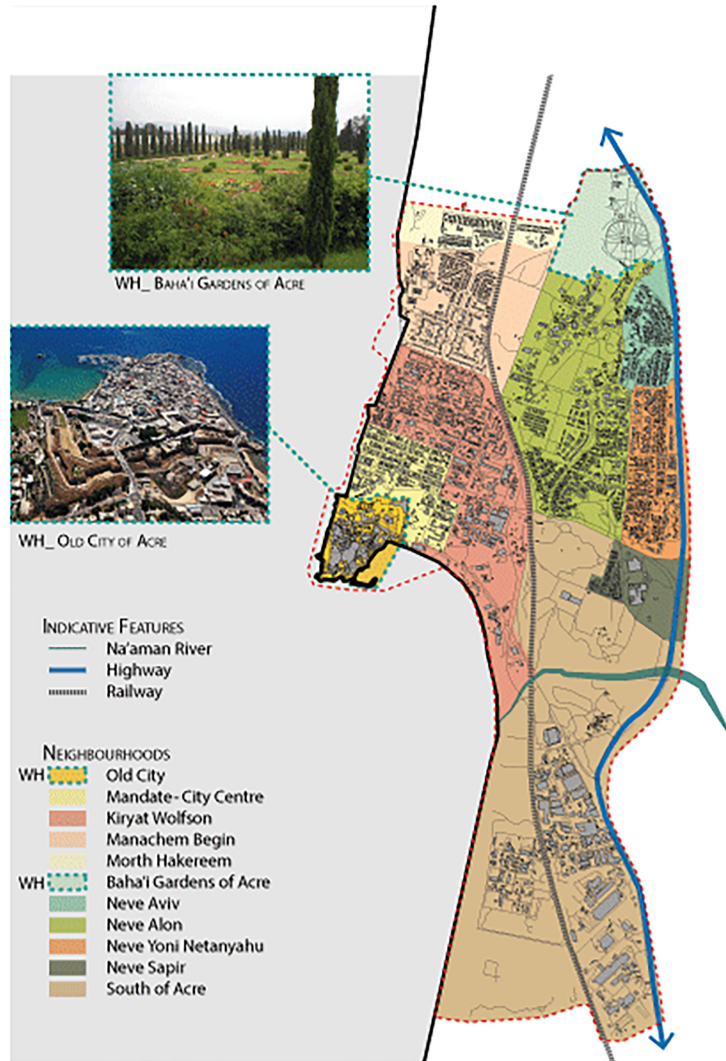 WH_ Baha'i Gardens of Acre
WH_ Old City of Acre
Indicative Features
Na'aman River
Highway
Railway
Neighbourhoods
WH Old City
Mandate-City Centre
Kiryat Wolfson
Manachem Begin
Morth Hakereem
WH Baha'i Gardens of Acre
Neve Aviv
Neve Alon
Neve Yoni Netanyahu
Neve Sapir
South of Acre